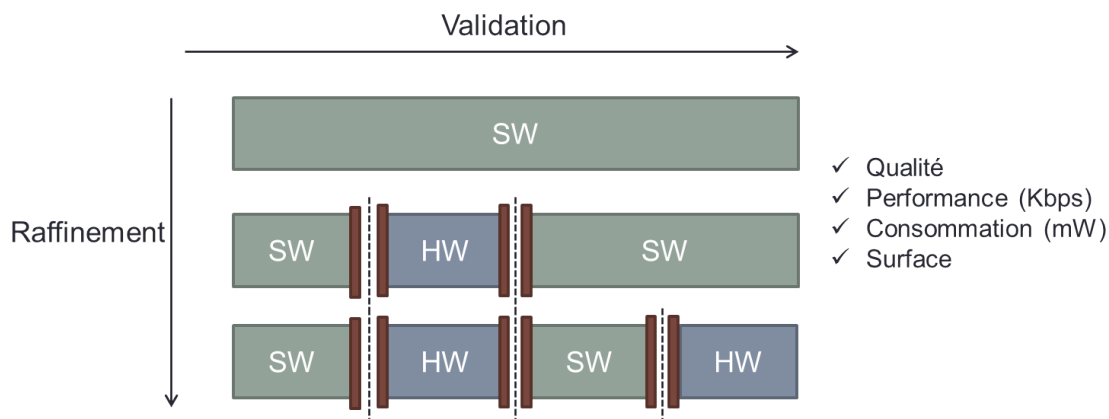 Validation
SW
Raffinement
SW HW SW
SW HW SW HW
✓ Qualité
✓ Performance (Kbps)
✓ Consommation (mW)
✓ Surface